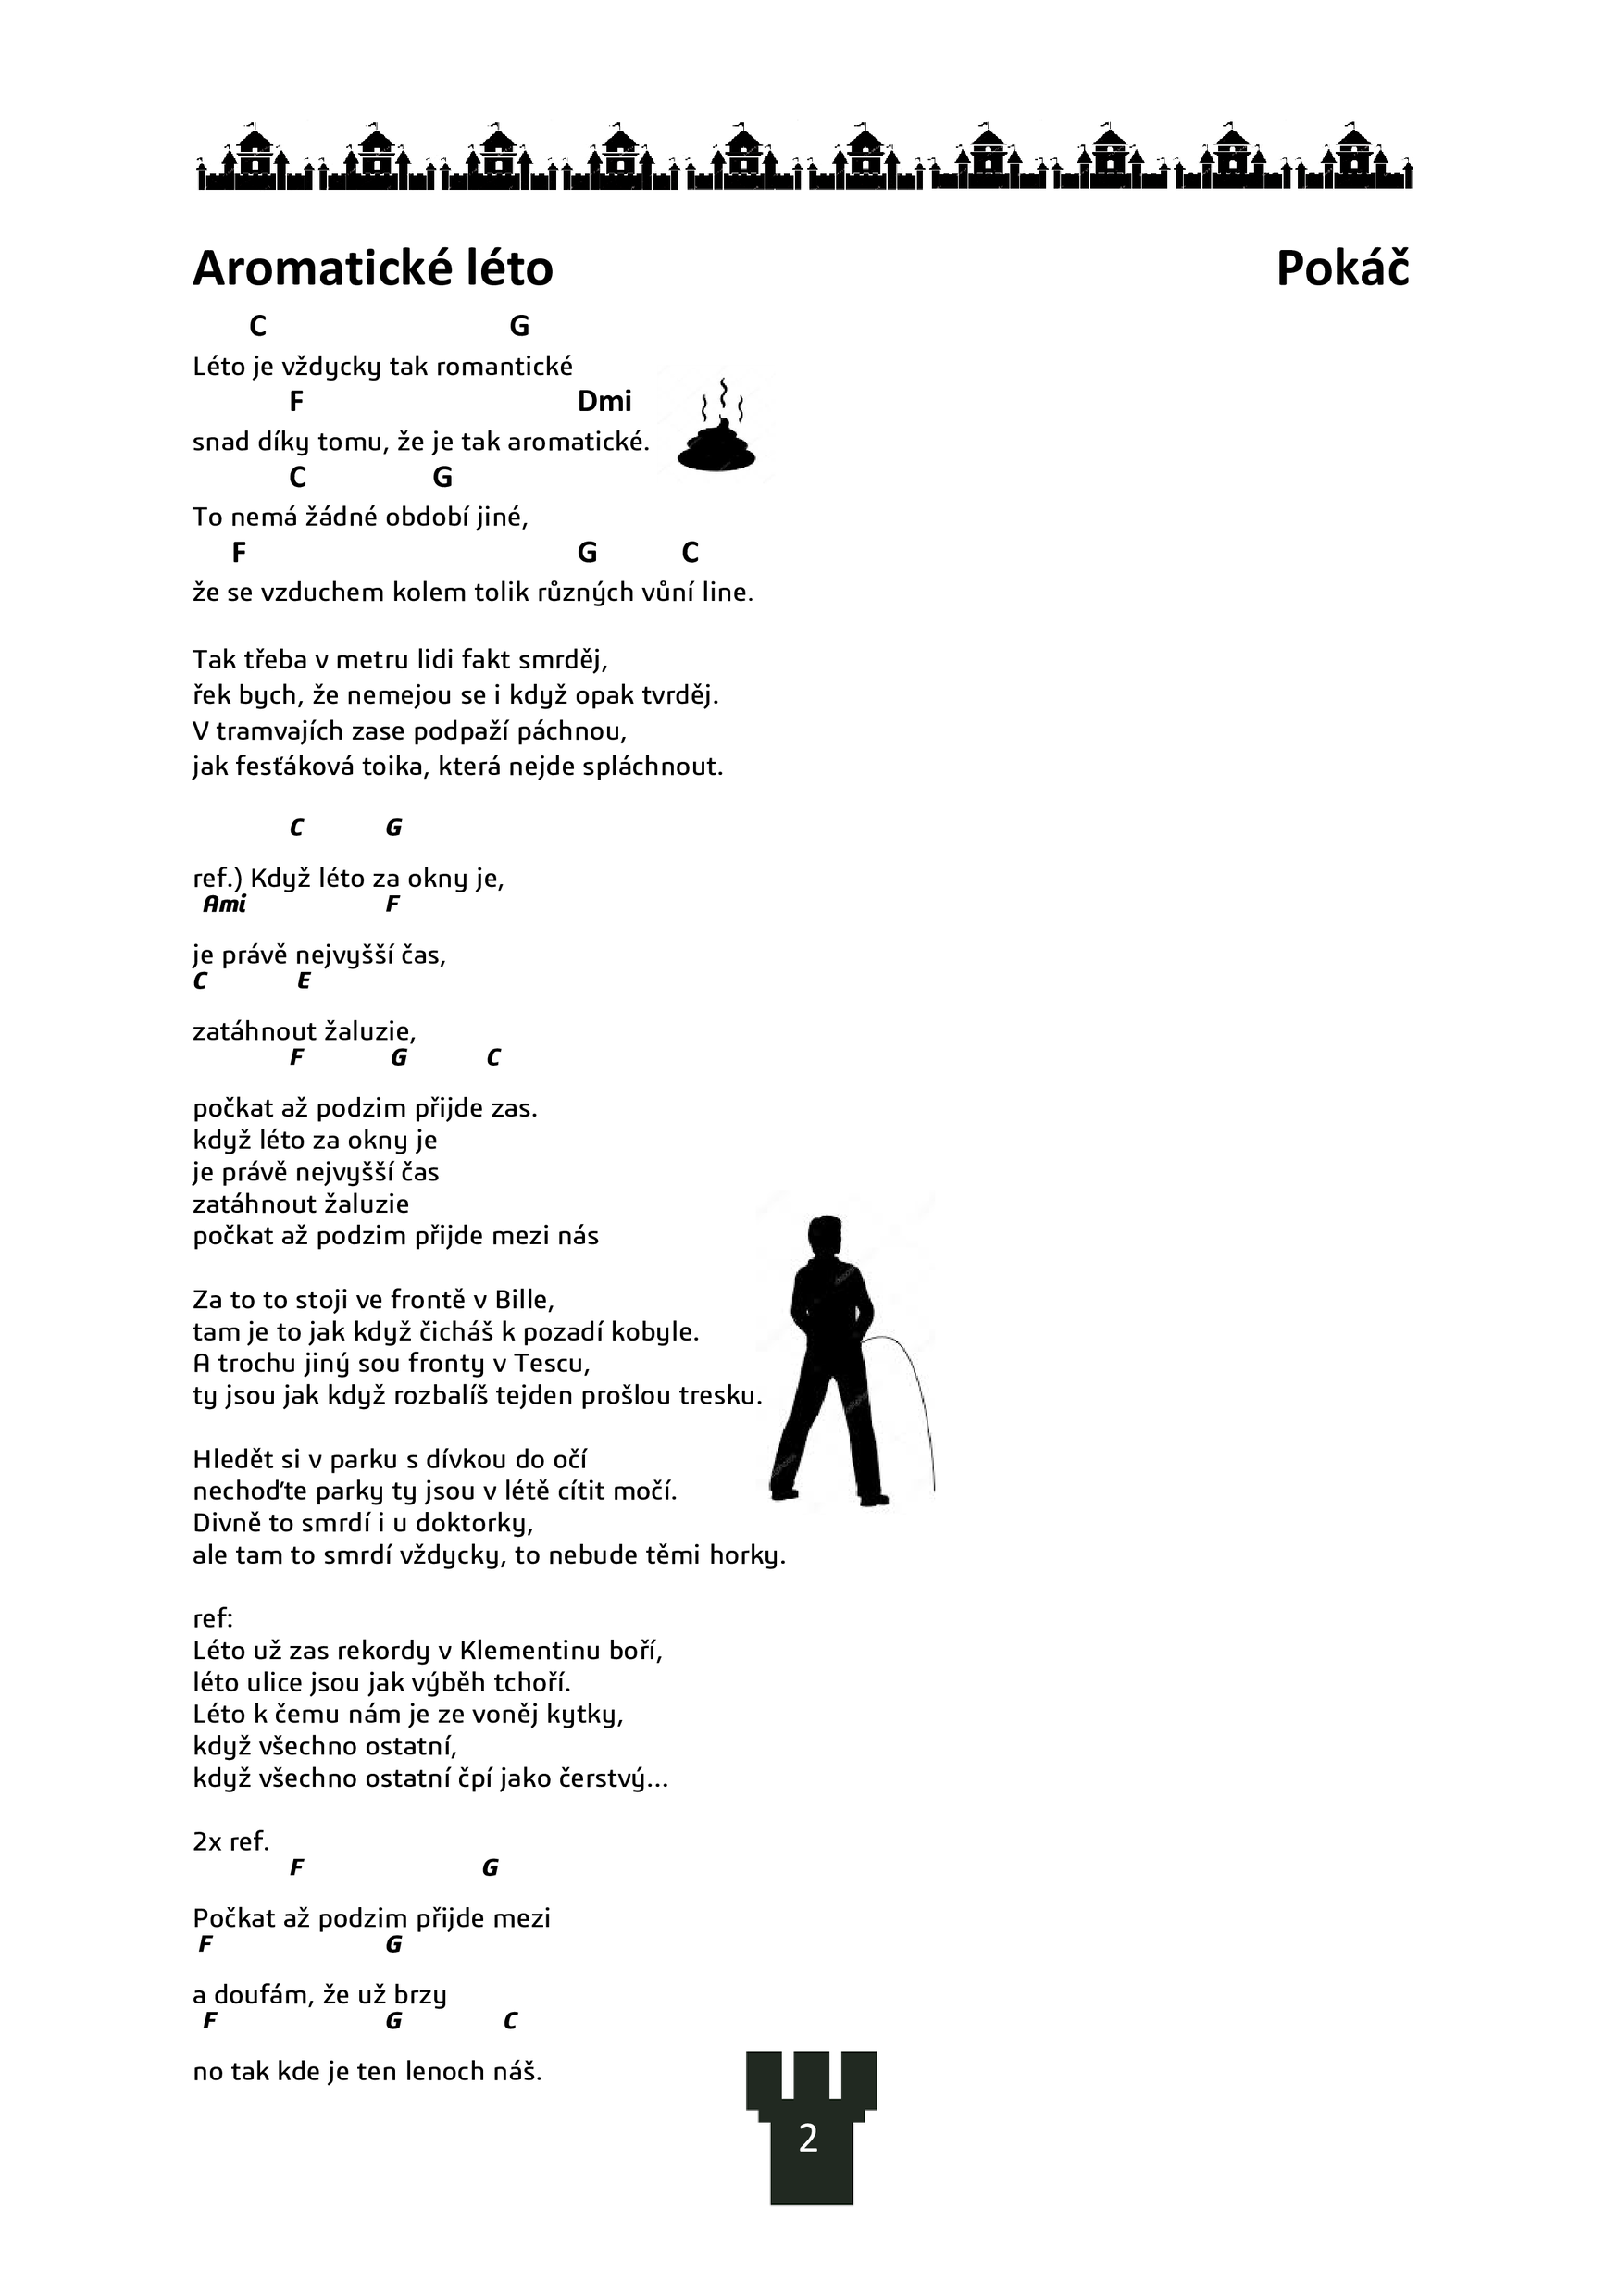 Aromatické léto Pokáč
C G
Léto je vždycky tak romantické
F Dmi
snad díky tomu, že je tak aromatické.
C G
To nemá žádné období jiné,
F G C
že se vzduchem kolem tolik různých vůní line.
Tak třeba v metru lidi fakt smrděj,
řek bych, že nemejou se i když opak tvrděj.
V tramvajích zase podpaží páchnou,
jak fesťáková toika, která nejde spláchnout.
C G
ref.) Když léto za okny je,
Ami F
je právě nejvyšší čas,
C E
zatáhnout žaluzie,
F G C
počkat až podzim přijde zas.
když léto za okny je
je právě nejvyšší čas
zatáhnout žaluzie
počkat až podzim přijde mezi nás
Za to to stoji ve frontě v Bille,
tam je to jak když čicháš k pozadí kobyle.
A trochu jiný sou fronty v Tescu,
ty jsou jak když rozbalíš tejden prošlou tresku.
Hledět si v parku s dívkou do očí
nechoďte parky ty jsou v létě cítit močí.
Divně to smrdí i u doktorky,
ale tam to smrdí vždycky, to nebude těmi horky.
ref:
Léto už zas rekordy v Klementinu boří,
léto ulice jsou jak výběh tchoří.
Léto k čemu nám je ze voněj kytky,
když všechno ostatní,
když všechno ostatní čpí jako čerstvý...
2x ref.
F G
Počkat až podzim přijde mezi
F G
a doufám, že už brzy
F G C
no tak kde je ten lenoch náš.
2